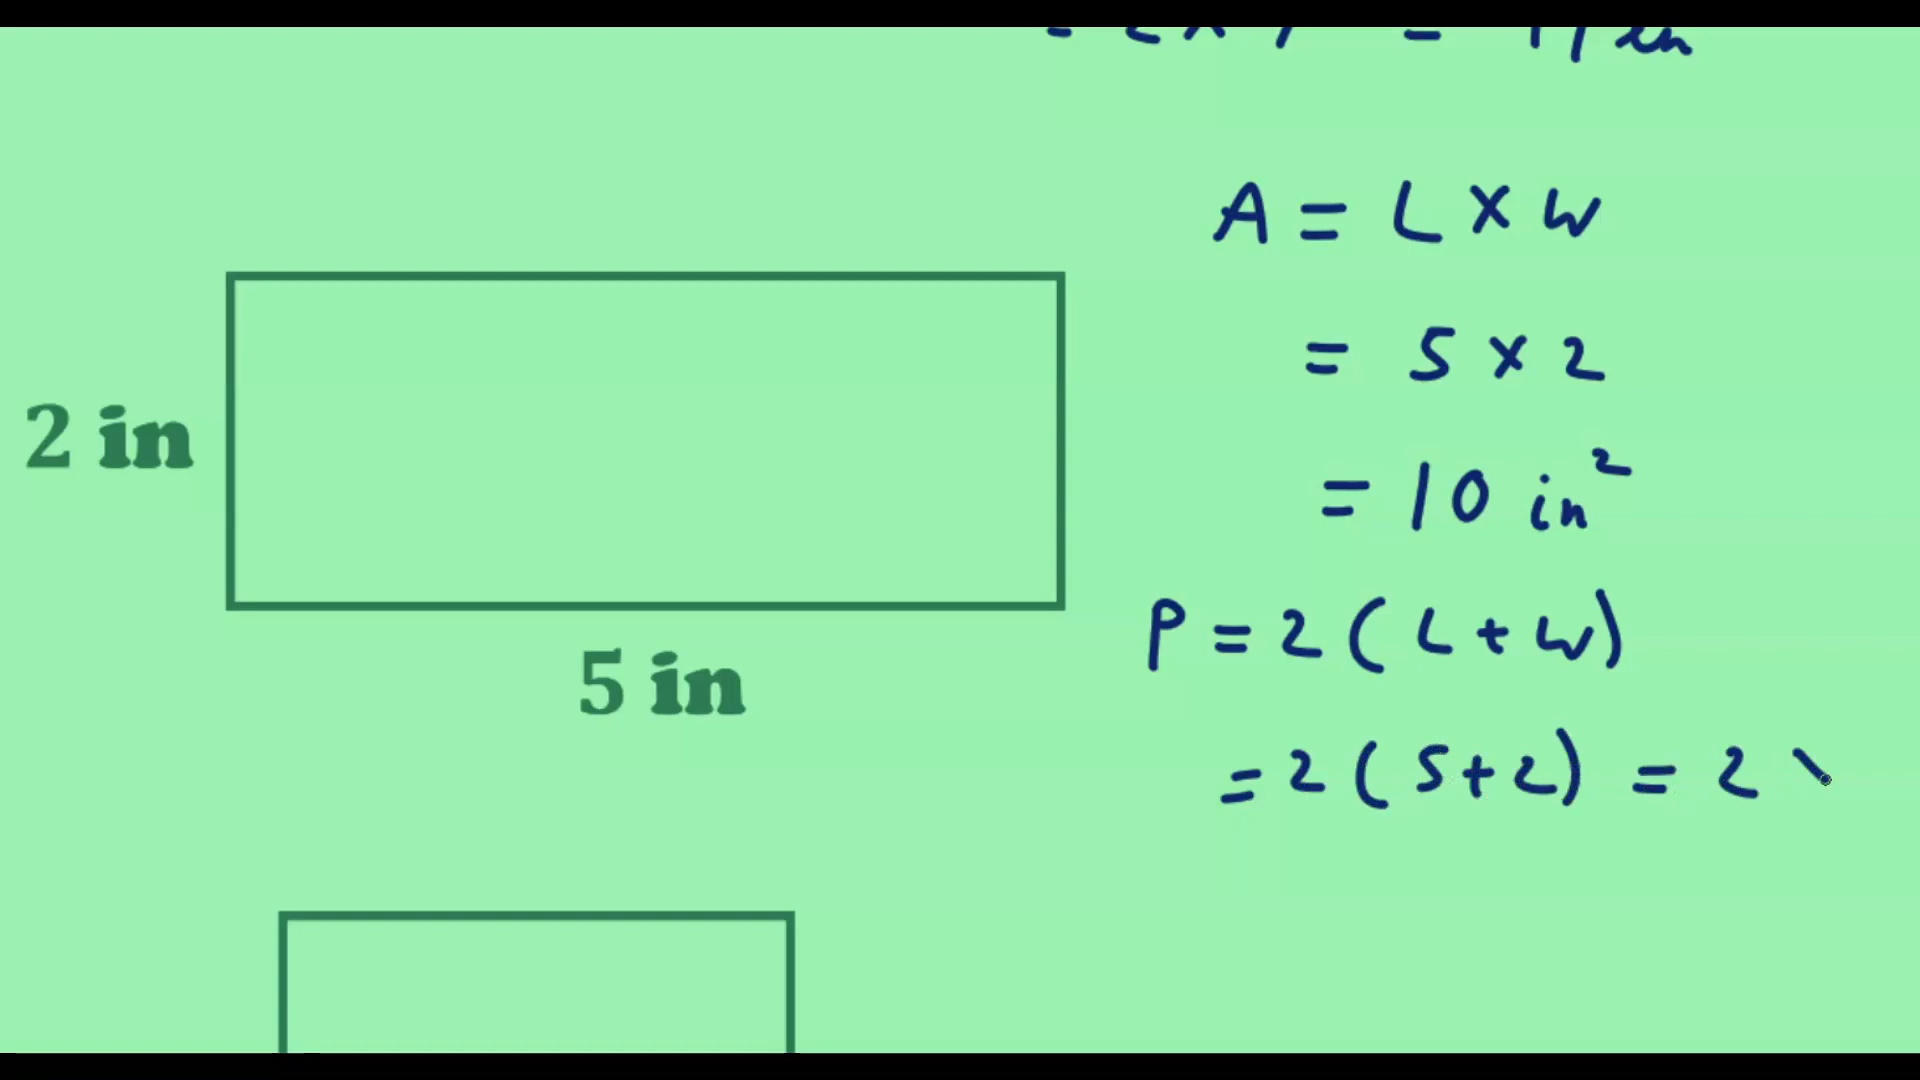 A = L × W
= 5 × 2
2 in
= 10 in²
P = 2 ( L + W )
5 in
= 2 ( 5 + 2 ) = 2